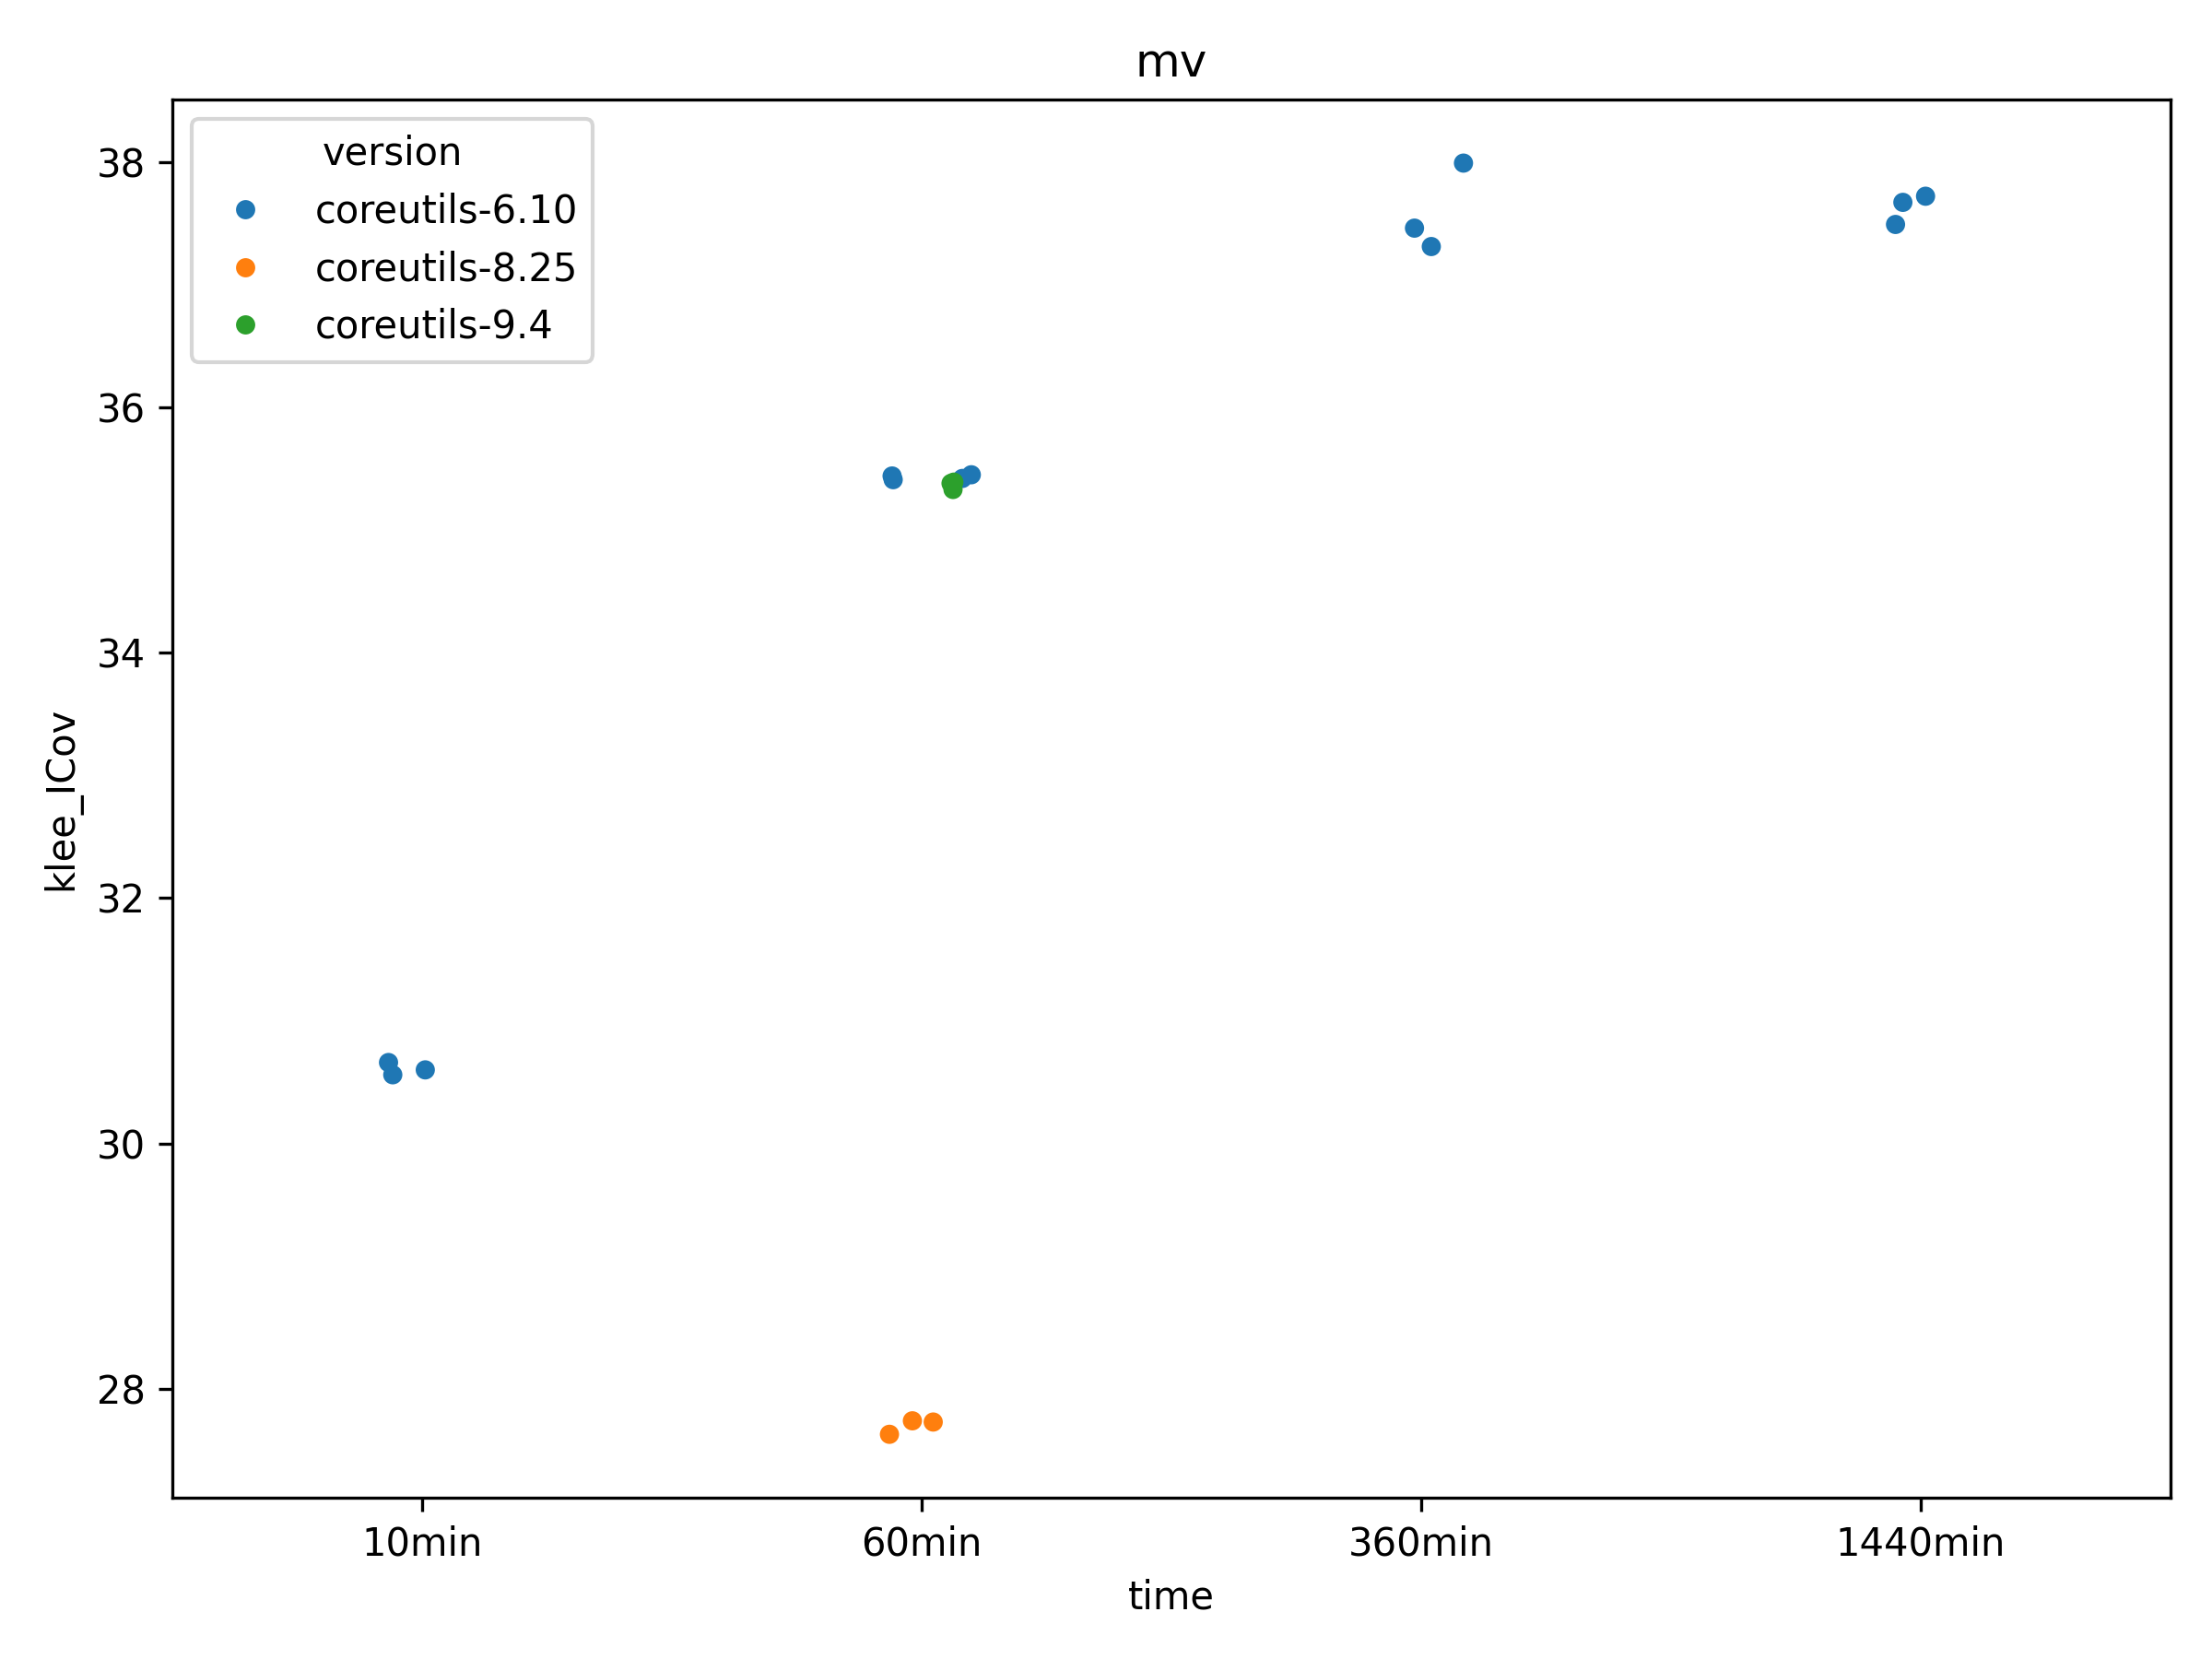 mv
version
coreutils-6.10
coreutils-8.25
coreutils-9.4
38
36
34
32
30
28
klee_ICov
10min
60min
360min
1440min
time